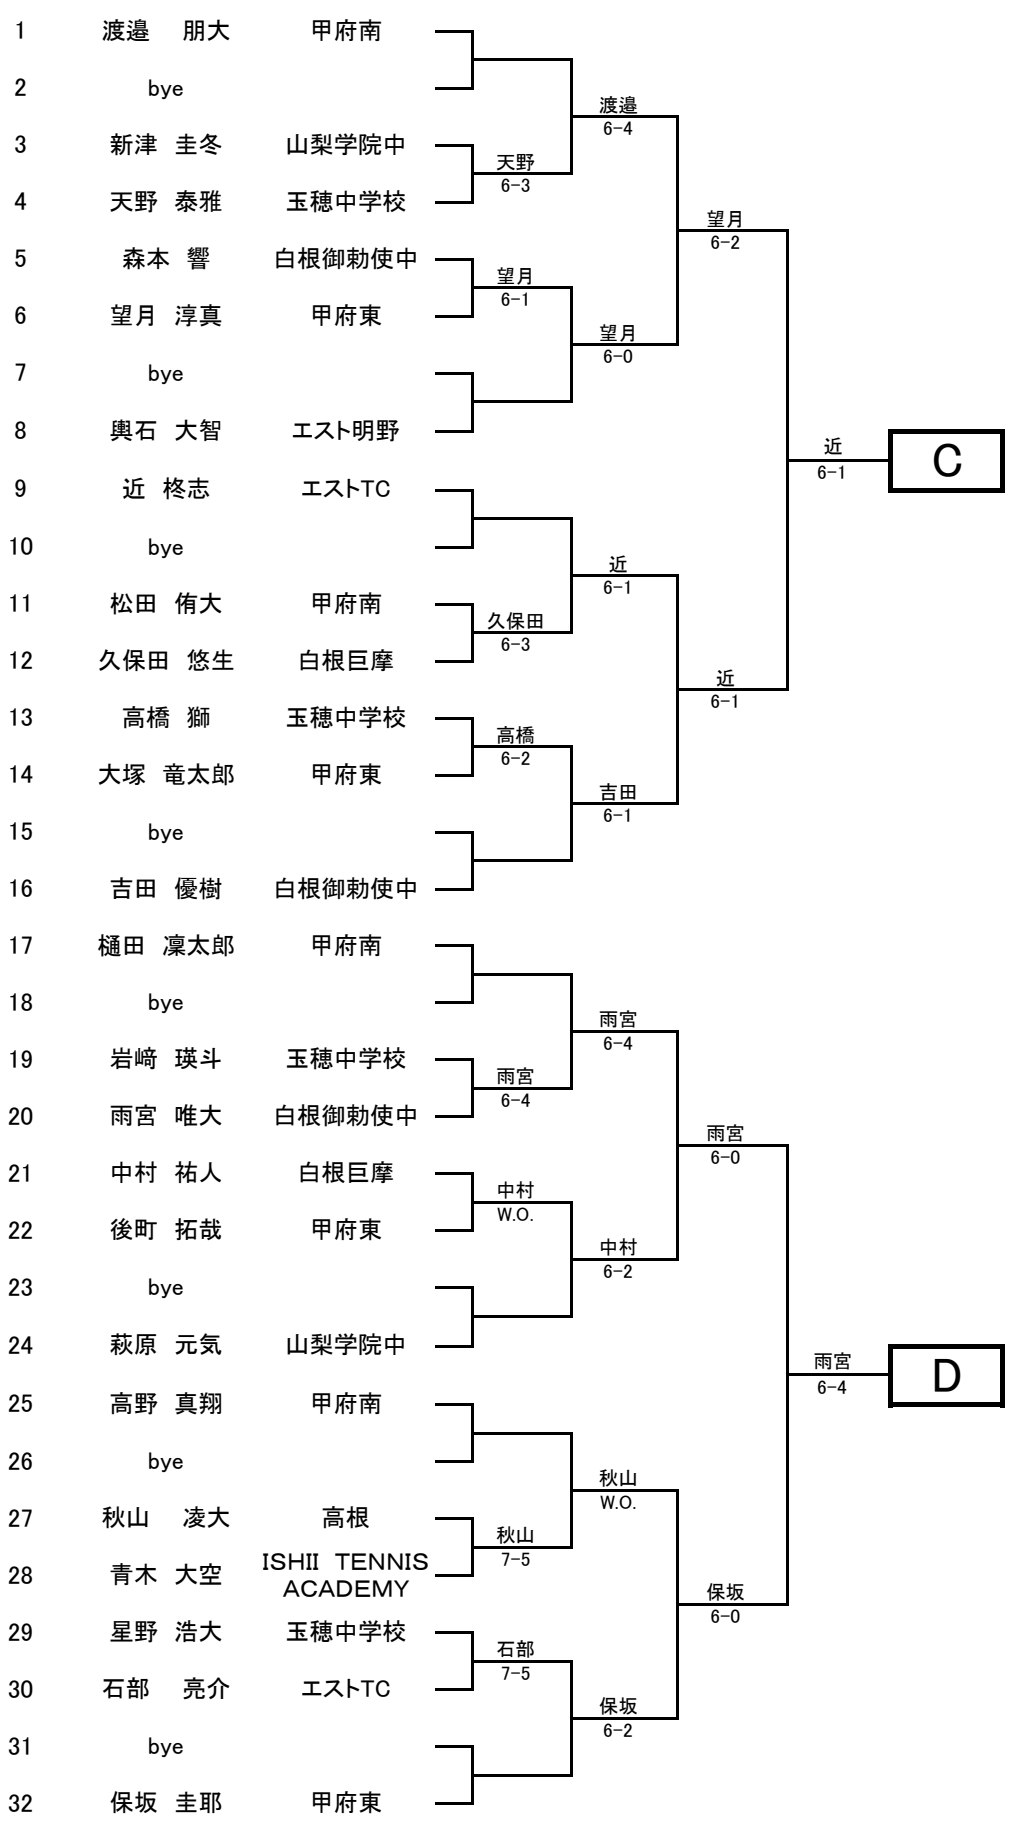 1 渡邉 朋大 甲府南
2 bye
渡邉
6-4
3 新津 圭冬 山梨学院中
天野
6-3
4 天野 泰雅 玉穂中学校
望月
6-2
5 森本 響 白根御勅使中
望月
6-1
6 望月 淳真 甲府東
望月
6-0
7 bye
8 輿石 大智 エスト明野
近
6-1
C
9 近 柊志 エストTC
10 bye
近
6-1
11 松田 侑大 甲府南
久保田
6-3
12 久保田 悠生 白根巨摩
近
6-1
13 高橋 獅 玉穂中学校
高橋
6-2
14 大塚 竜太郎 甲府東
吉田
6-1
15 bye
16 吉田 優樹 白根御勅使中
17 樋田 凜太郎 甲府南
18 bye
雨宮
6-4
19 岩﨑 瑛斗 玉穂中学校
雨宮
6-4
20 雨宮 唯大 白根御勅使中
雨宮
6-0
21 中村 祐人 白根巨摩
中村
W.O.
22 後町 拓哉 甲府東
中村
6-2
23 bye
24 萩原 元気 山梨学院中
雨宮
6-4
D
25 高野 真翔 甲府南
26 bye
秋山
W.O.
27 秋山 凌大 高根
秋山
7-5
28 青木 大空 ISHII TENNIS
ACADEMY
保坂
6-0
29 星野 浩大 玉穂中学校
石部
7-5
30 石部 亮介 エストTC
保坂
6-2
31 bye
32 保坂 圭耶 甲府東